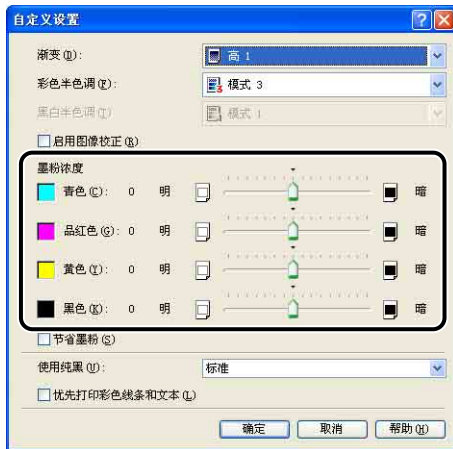 自定义设置
渐变(D): 高 1
彩色半色调(F): 模式 3
黑白半色调(T) 模式 1
启用图像校正(R)
墨粉浓度
青色(C): 0 明 暗
品红色(G): 0 明 暗
黄色(Y): 0 明 暗
黑色(K): 0 明 暗
节省墨粉(S)
使用纯黑(U): 标准
优先打印彩色线条和文本(L)
确定 取消 帮助(H)